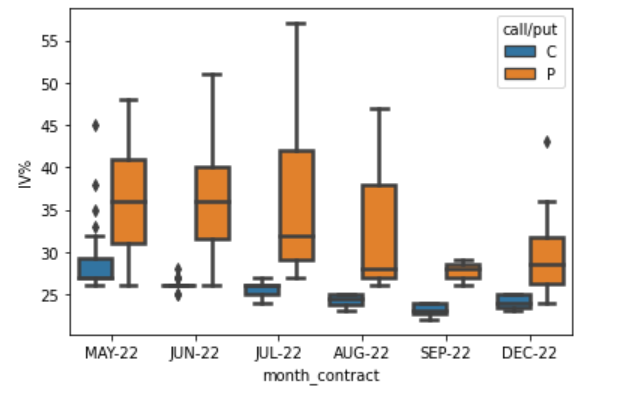 call/put
C
P
55
50
45
40
35
30
25
IV%
MAY-22 JUN-22 JUL-22 AUG-22 SEP-22 DEC-22
month_contract